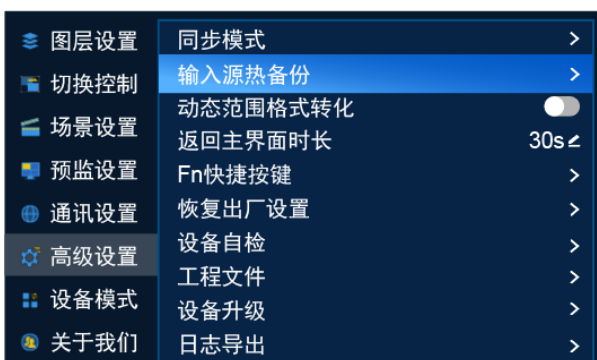 图层设置
切换控制
场景设置
预监设置
通讯设置
高级设置
设备模式
关于我们
同步模式
输入源热备份
动态范围格式转化
返回主界面时长 30s
Fn快捷按键
恢复出厂设置
设备自检
工程文件
设备升级
日志导出